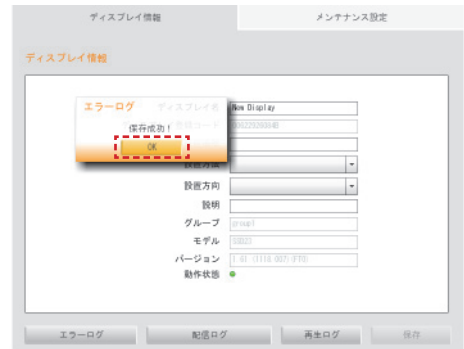 ディスプレイ情報
メンテナンス設定
ディスプレイ情報
エラーログ
ディスプレイ名
New Display
保存成功！
コード
OK
設置方向
説明
グループ
group1
モデル
バージョン
動作状態
エラーログ
配信ログ
再生ログ
保存